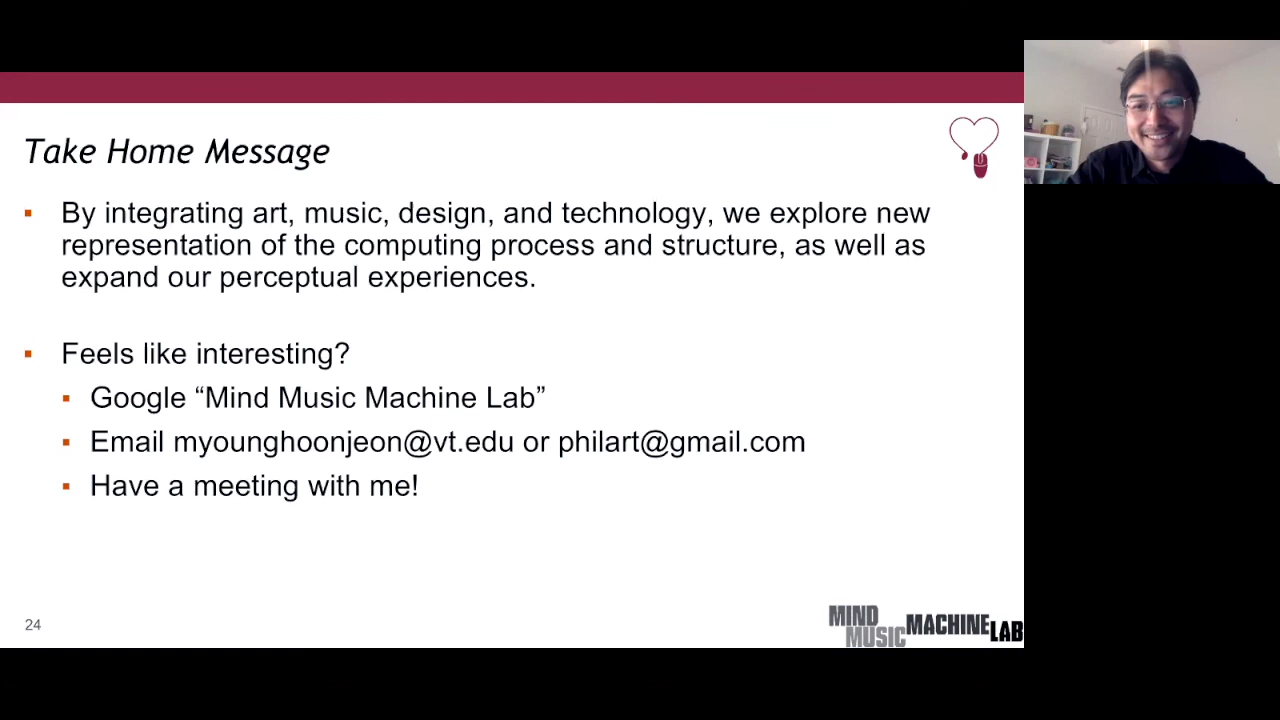 Take Home Message
▪ By integrating art, music, design, and technology, we explore new
representation of the computing process and structure, as well as
expand our perceptual experiences.
▪ Feels like interesting?
▪ Google “Mind Music Machine Lab”
▪ Email myounghoonjeon@vt.edu or philart@gmail.com
▪ Have a meeting with me!
24
MIND MUSIC MACHINE LAB